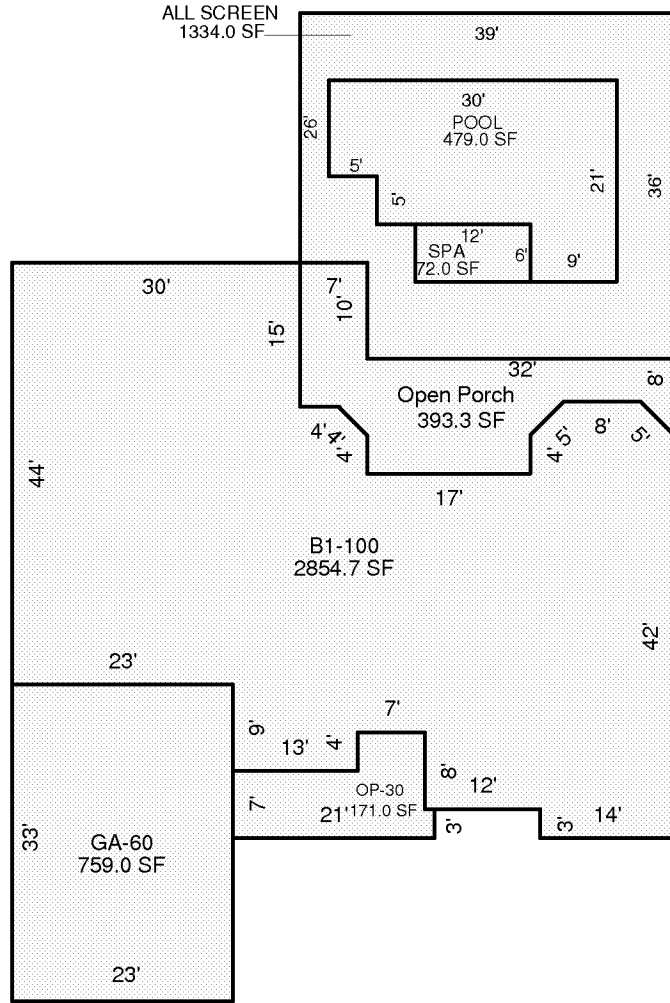 ALL SCREEN
1334.0 SF
39'
26'
30'
POOL
479.0 SF
5'
5'
21'
36'
12'
SPA
72.0 SF
6'
9'
30'
7'
10'
15'
32'
8'
Open Porch
393.3 SF
4'
4'
4'
17'
4'
5'
8'
5'
44'
B1-100
2854.7 SF
42'
23'
9'
13'
4'
7'
8'
12'
OP-30
171.0 SF
7'
21'
3'
3'
14'
33'
GA-60
759.0 SF
23'